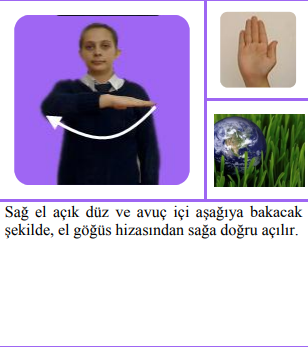 Sağ el açık düz ve avuç içi aşağıya bakacak
şekilde, el göğüs hizasından sağa doğru açılır.